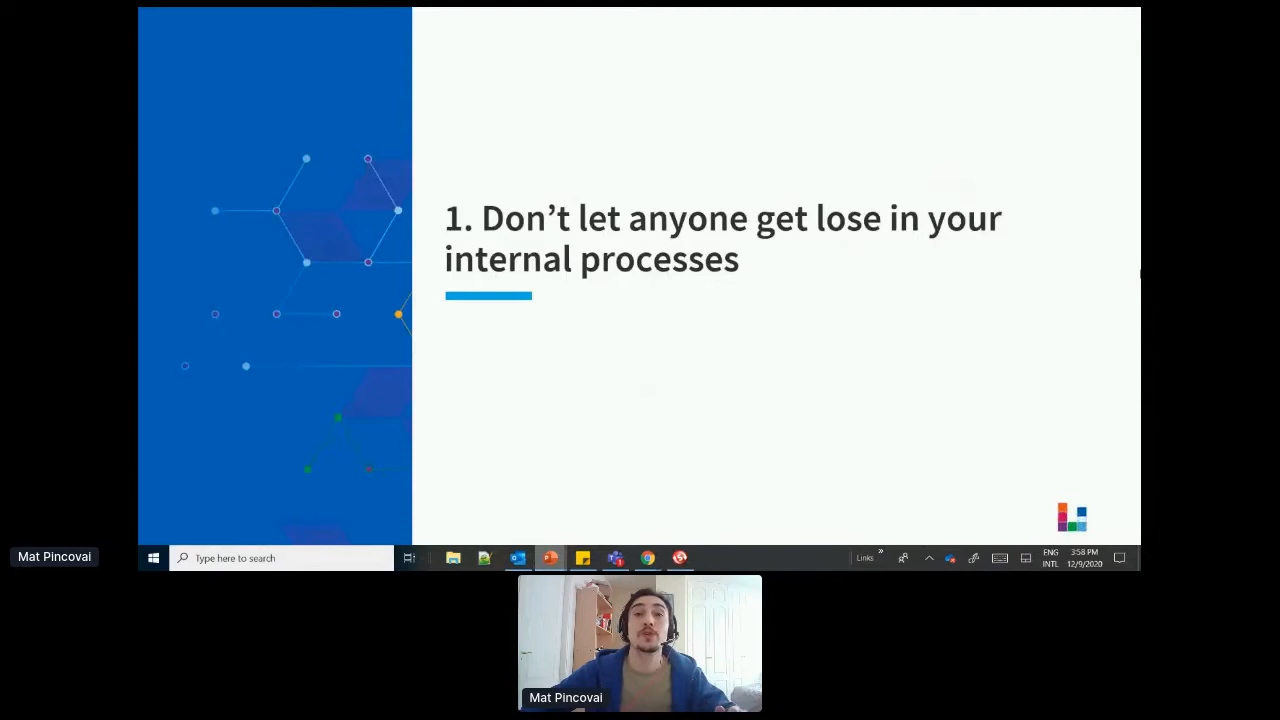 1. Don't let anyone get lose in your
internal processes
Mat Pincovai
Type here to search
Links
ENG
INTL
3:58 PM
12/9/2020
Mat Pincovai